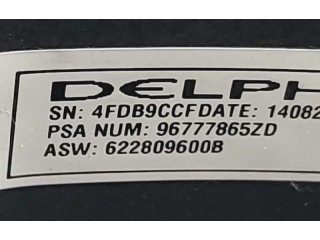 DELPH
SN: 4FDB9CCFDATE: 14082
PSA NUM: 96777865ZD
ASW: 622809600B